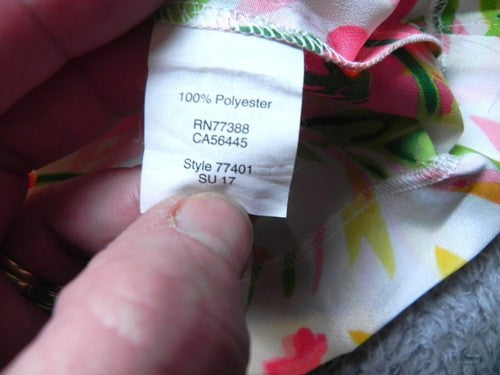 100% Polyester
RN77388
CA56445
Style 77401
SU 17